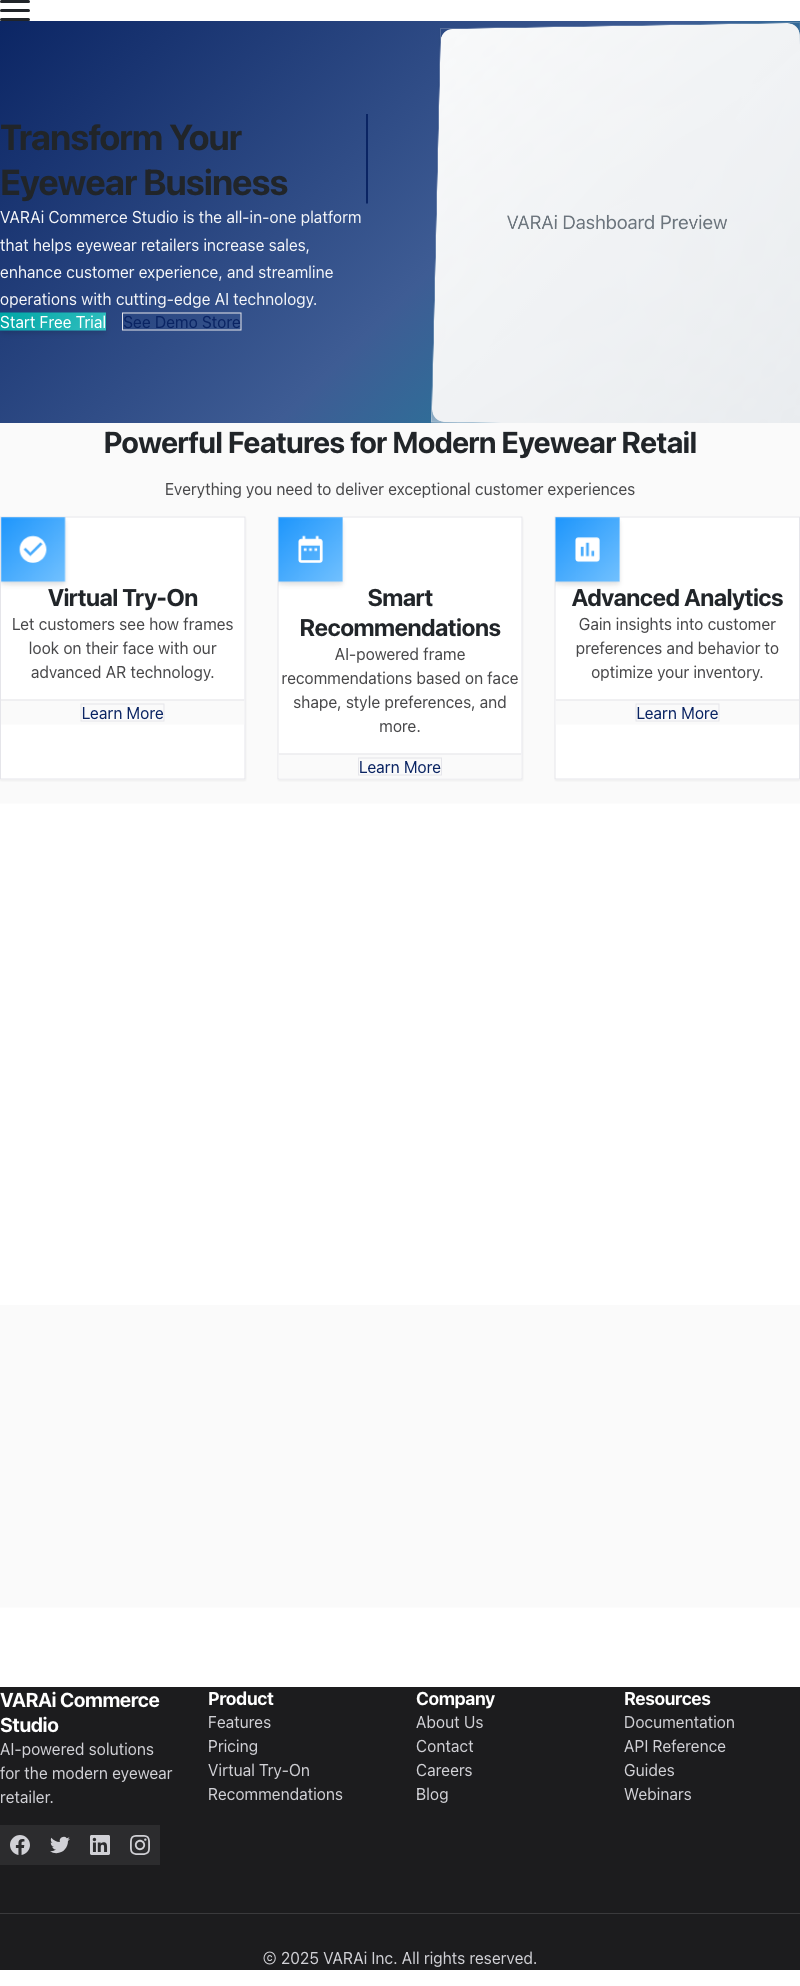 Transform Your
Eyewear Business
VARAi Commerce Studio is the all-in-one platform
that helps eyewear retailers increase sales,
enhance customer experience, and streamline
operations with cutting-edge AI technology.
Start Free Trial
See Demo Store
VARAi Dashboard Preview
Powerful Features for Modern Eyewear Retail
Everything you need to deliver exceptional customer experiences
Virtual Try-On
Let customers see how frames
look on their face with our
advanced AR technology.
Learn More
Smart
Recommendations
AI-powered frame
recommendations based on face
shape, style preferences, and
more.
Learn More
Advanced Analytics
Gain insights into customer
preferences and behavior to
optimize your inventory.
Learn More
VARAi Commerce
Studio
AI-powered solutions
for the modern eyewear
retailer.
Product
Features
Pricing
Virtual Try-On
Recommendations
Company
About Us
Contact
Careers
Blog
Resources
Documentation
API Reference
Guides
Webinars
© 2025 VARAi Inc. All rights reserved.